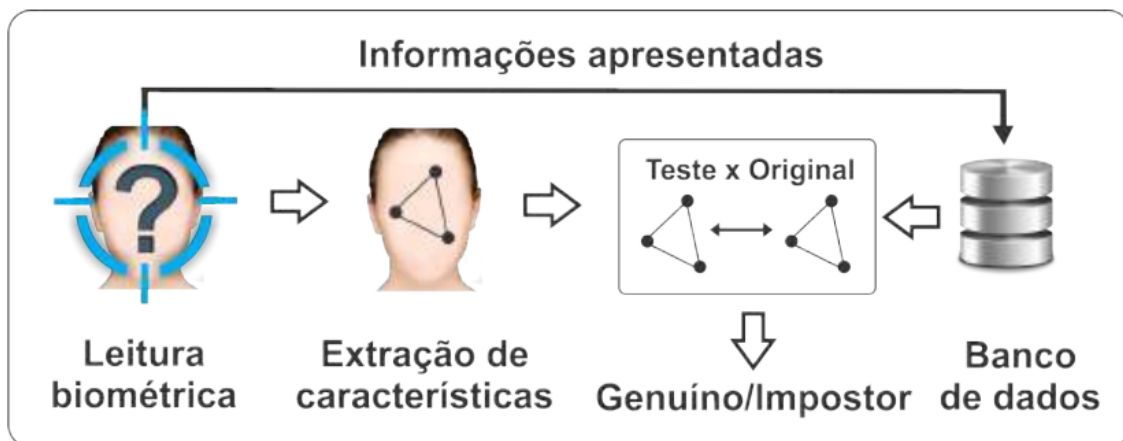 Informações apresentadas
?
Teste x Original
Leitura
biométrica
Extração de
características
Genuíno/Impostor
Banco
de dados